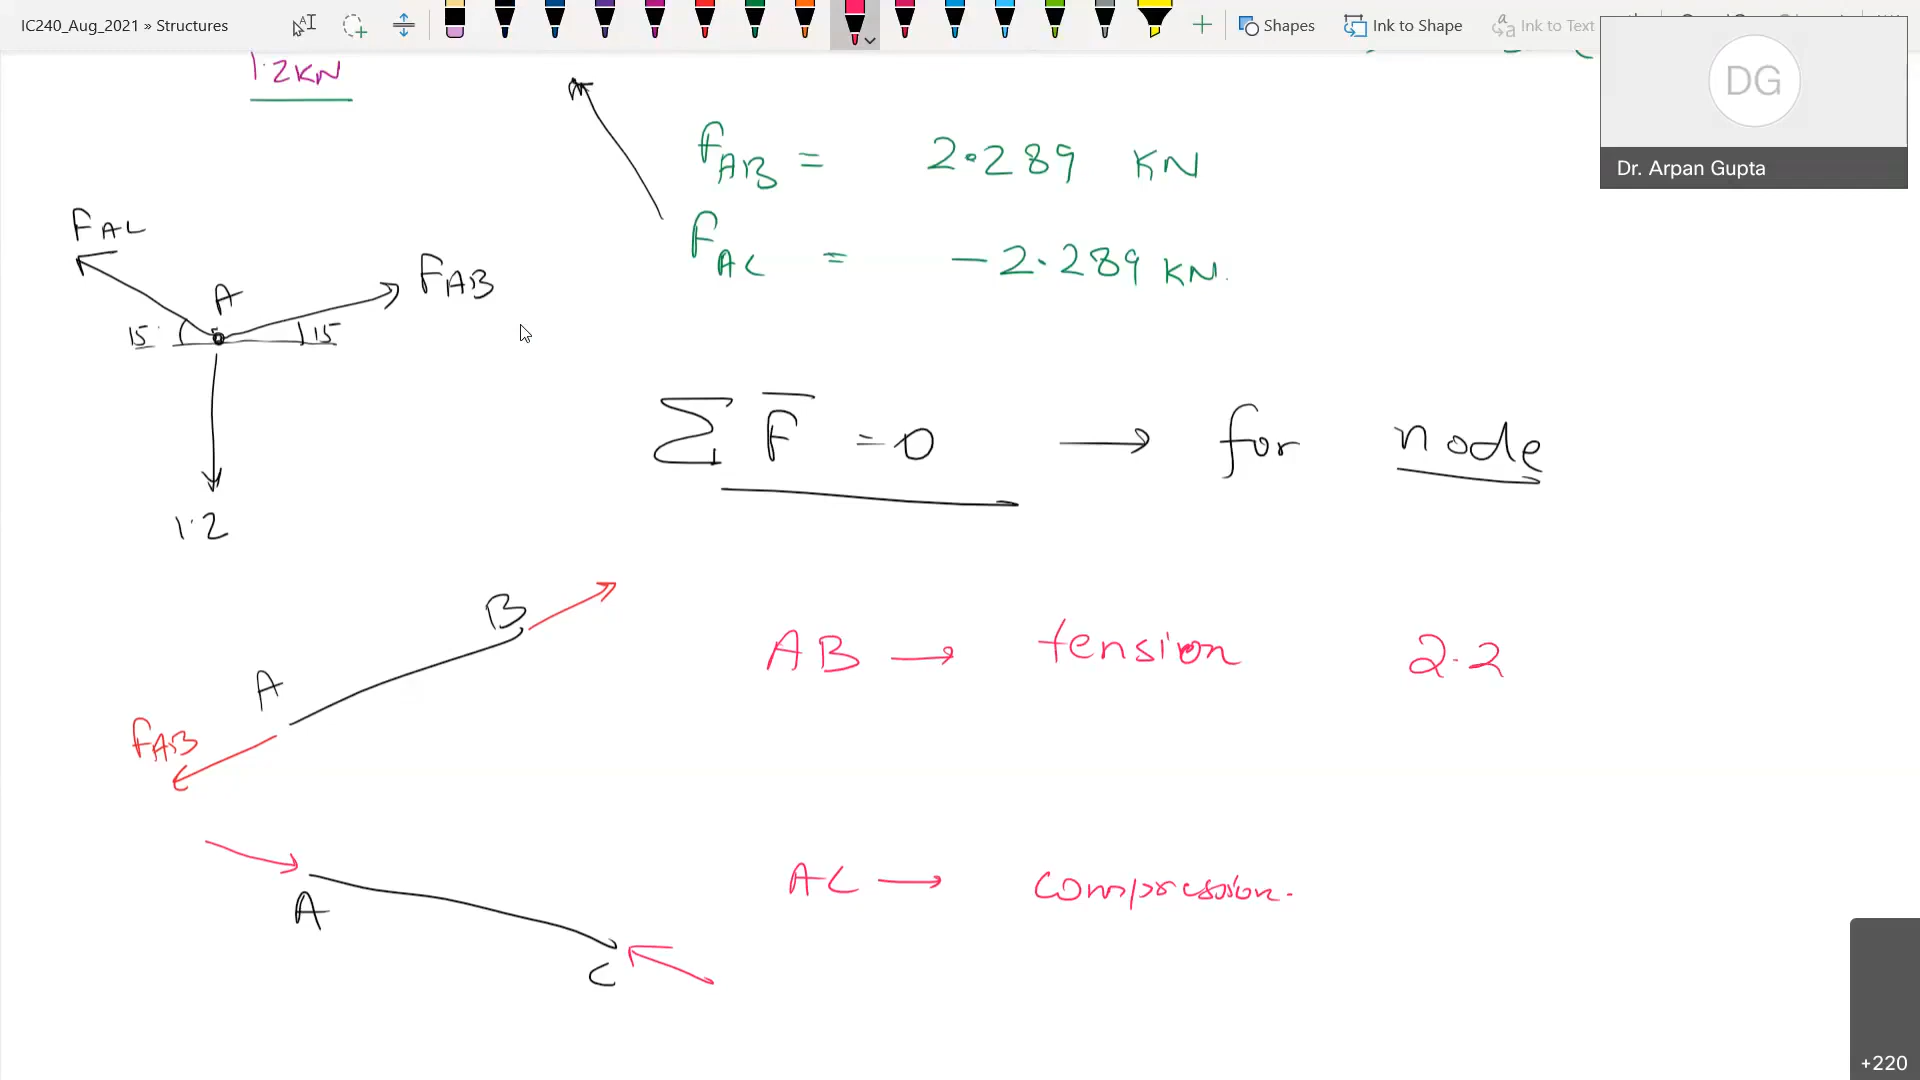 IC240_Aug_2021 » Structures
Shapes
Ink to Shape
Ink to Text
DG
Dr. Arpan Gupta
1.2KN
FAB = 2.289 KN
FAC = -2.289 KN.
FAC
FAB
A
15
15
1.2
∑ F̅ = 0 → for node
B
A
FAB
AB → tension 2.2
A
C
AC → compression.
+220